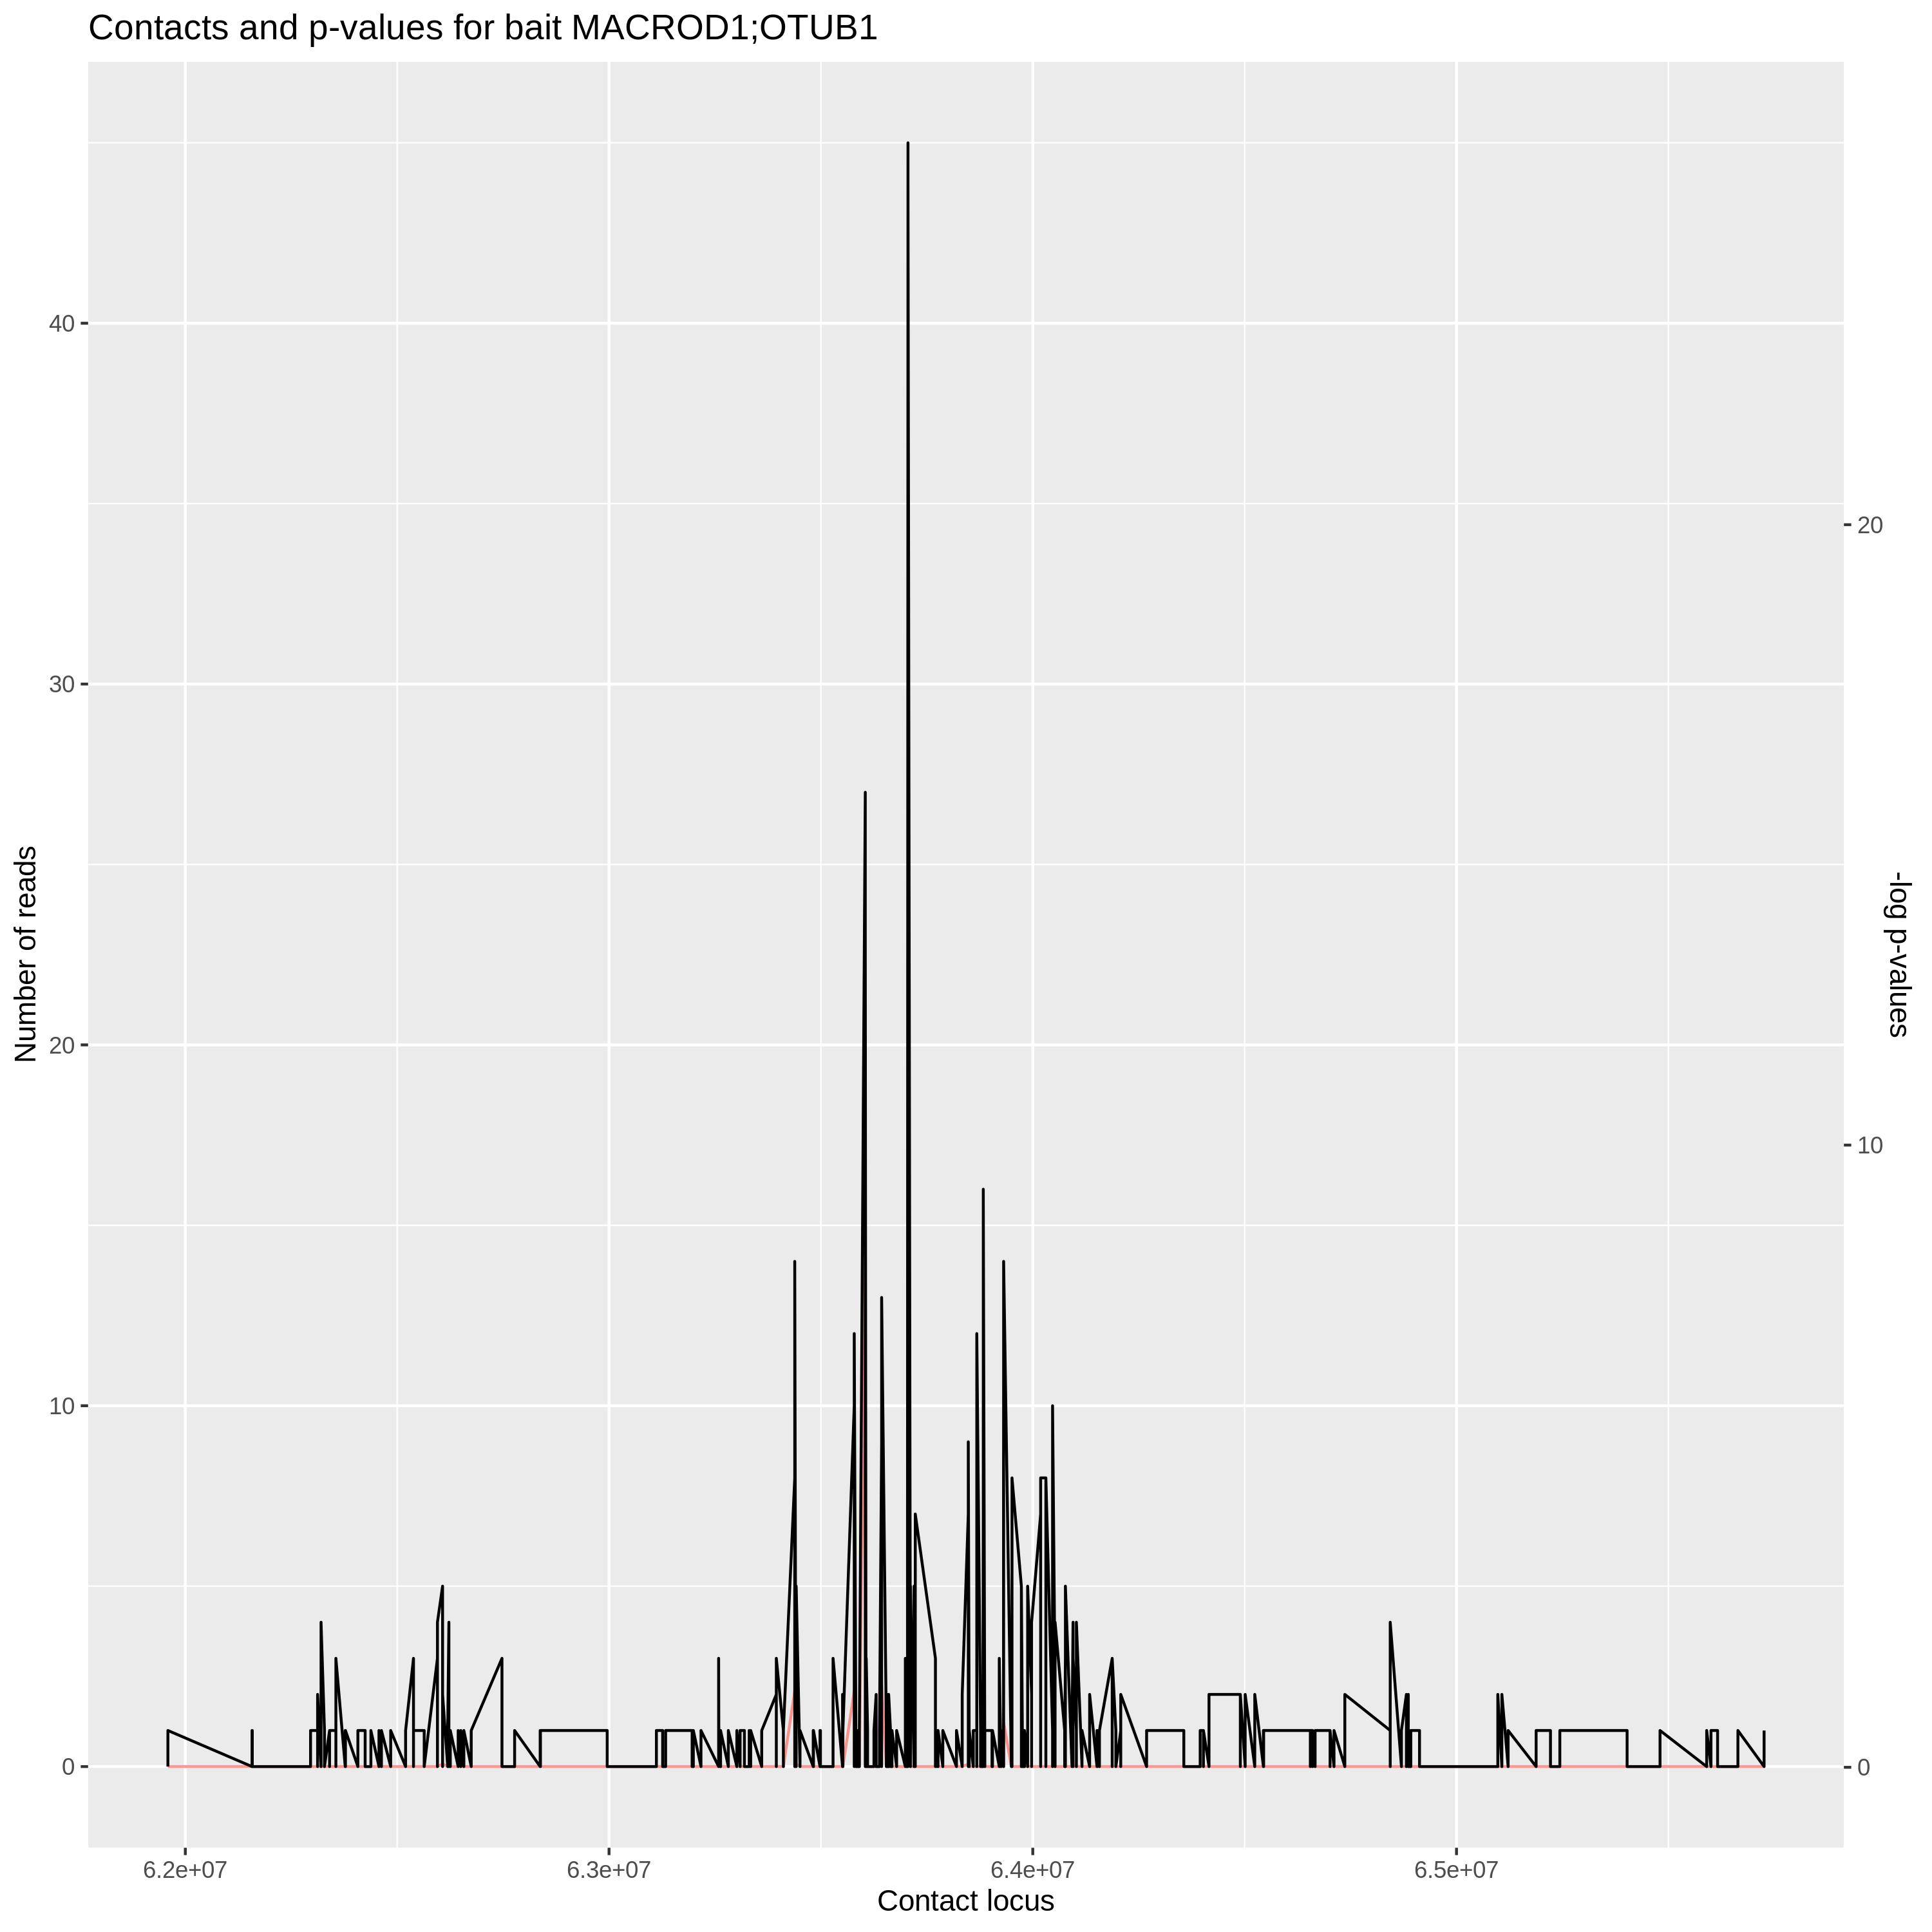 Contacts and p-values for bait MACROD1;OTUB1
Number of reads
40
30
20
10
0
20
10
0
-log p-values
6.2e+07
6.3e+07
6.4e+07
6.5e+07
Contact locus